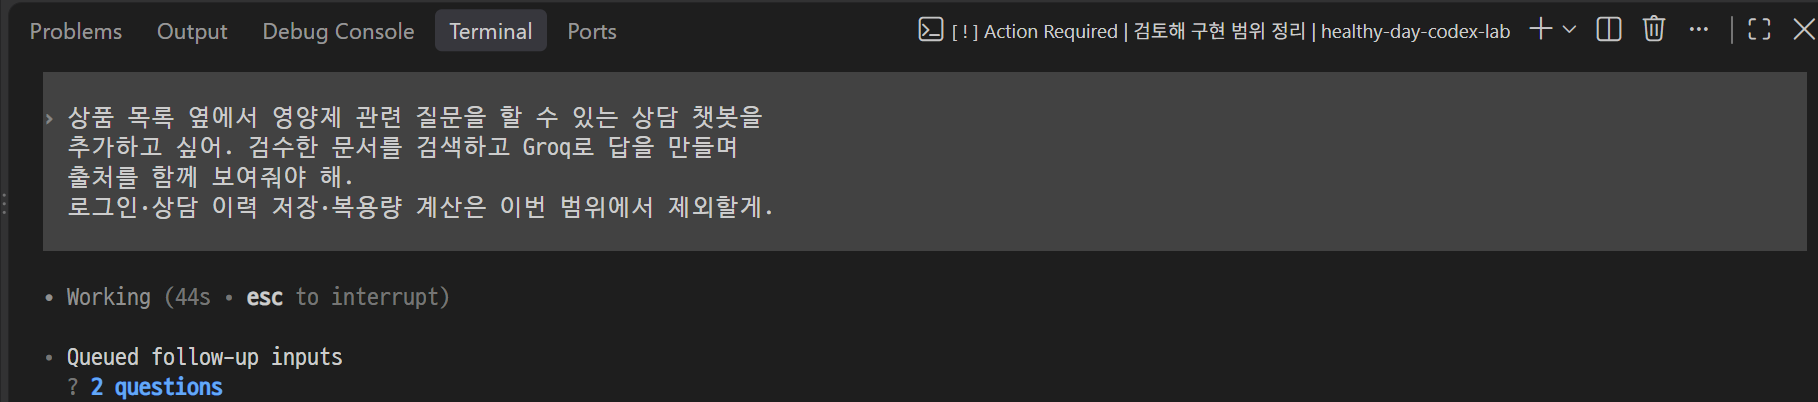 Problems Output Debug Console Terminal Ports [ ! ] Action Required | 검토해 구현 범위 정리 | healthy-day-codex-lab
› 상품 목록 옆에서 영양제 관련 질문을 할 수 있는 상담 챗봇을
추가하고 싶어. 검수한 문서를 검색하고 Groq로 답을 만들며
출처를 함께 보여줘야 해.
로그인·상담 이력 저장·복용량 계산은 이번 범위에서 제외할게.
• Working (44s • esc to interrupt)
• Queued follow-up inputs
? 2 questions